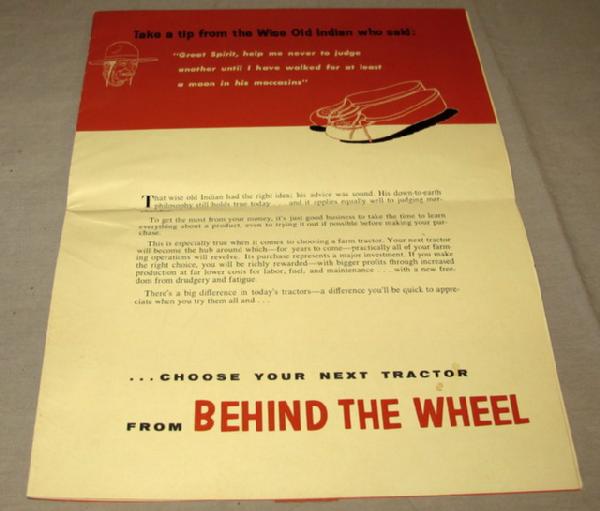 Take a tip from the Wise Old Indian who said:
"Great Spirit, help me never to judge
another until I have walked for at least
a moon in his moccasins"
That wise old Indian had the right idea; his advice was sound. His down-to-earth
philosophy still holds true today . . . and it applies equally well to judging mer-
chandise.
To get the most from your money, it's just good business to take the time to learn
everything about a product, even to trying it out if possible before making your pur-
chase.
This is especially true when it comes to choosing a farm tractor. Your next tractor
will become the hub around which—for years to come—practically all of your farm-
ing operations will revolve. Its purchase represents a major investment. If you make
the right choice, you will be richly rewarded—with bigger profits through increased
production at far lower costs for labor, fuel, and maintenance . . . with a new free-
dom from drudgery and fatigue.
There's a big difference in today's tractors—a difference you'll be quick to appre-
ciate when you try them all and . . .
...CHOOSE YOUR NEXT TRACTOR
FROM BEHIND THE WHEEL